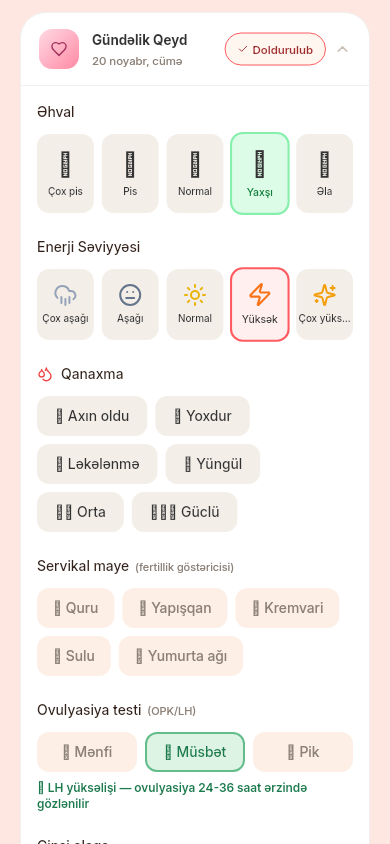 Gündəlik Qeyd
20 noyabr, cümə
Doldurulub
Əhval
Çox pis
Pis
Normal
Yaxşı
Əla
Enerji Səviyyəsi
Çox aşağı
Aşağı
Normal
Yüksək
Çox yüks...
Qanaxma
Axın oldu
Yoxdur
Ləkələnmə
Yüngül
Orta
Güclü
Servikal maye (fertillik göstəricisi)
Quru
Yapışqan
Kremvari
Sulu
Yumurta ağı
Ovulyasiya testi (OPK/LH)
Mənfi
Müsbət
Pik
LH yüksəlişi — ovulyasiya 24-36 saat ərzində
gözlənilir